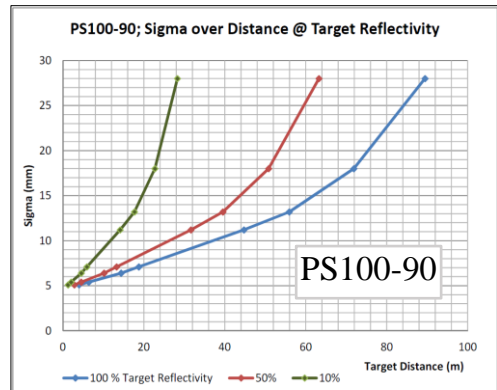 PS100-90; Sigma over Distance @ Target Reflectivity
30
25
20
15
10
5
0
Sigma (mm)
PS100-90
0 20 40 60 80 100
100 % Target Reflectivity 50% 10% Target Distance (m)